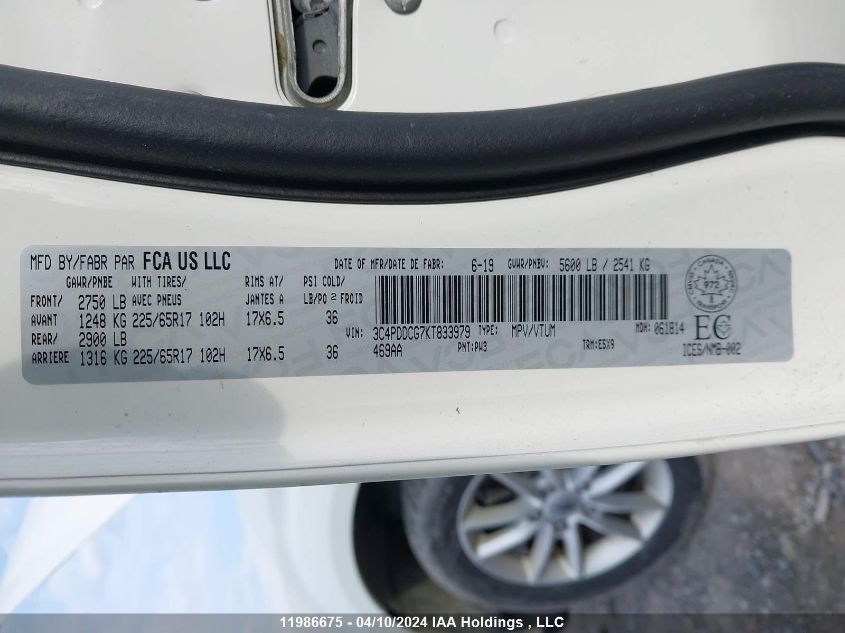 MFD BY/FABR PAR FCA US LLC DATE OF MFR/DATE DE FABR: 6-19 GVWR/PNBV: 5600 LB / 2541 KG
GAWR/PNBE WITH TIRES/ RIMS AT/ PSI COLD/
FRONT/ 2750 LB AVEC PNEUS JANTES A LB/PO 2 FROID
AVANT 1248 KG 225/65R17 102H 17X6.5 36
REAR/ 2900 LB
ARRIERE 1316 KG 225/65R17 102H 17X6.5 36
VIN: 3C4PDDCG7KT833979 TYPE: MPV/VTUM MDH: 061814
469AA PNT: PW3 TRM: E5X9
CANADA
972
EC
ICES/NMB-002
11986675 - 04/10/2024 IAA Holdings , LLC